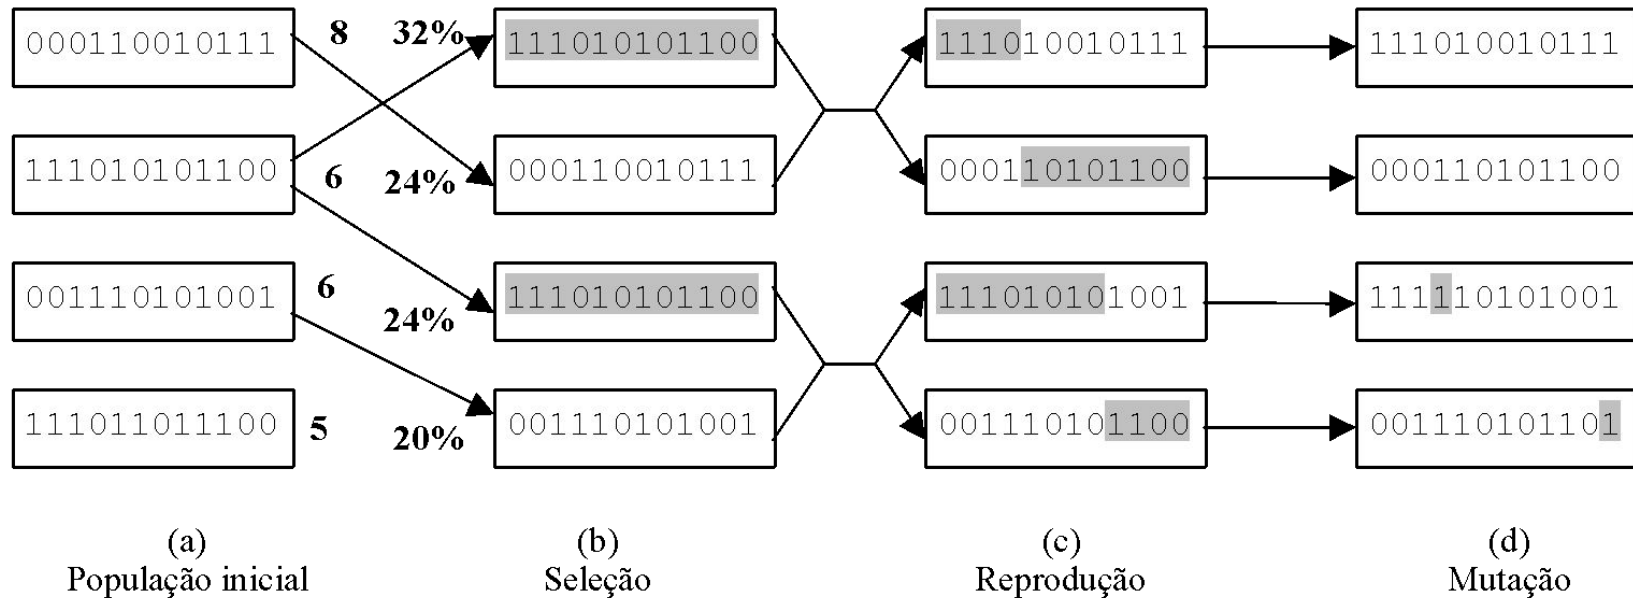 000110010111 8 32% 111010101100 111010010111 111010010111
111010101100 6 24% 000110010111 000110101100 000110101100
001110101001 6 24% 111010101100 111010101001 111110101001
111011011100 5 20% 001110101001 001110101100 001110101101
(a) (b) (c) (d)
População inicial Seleção Reprodução Mutação